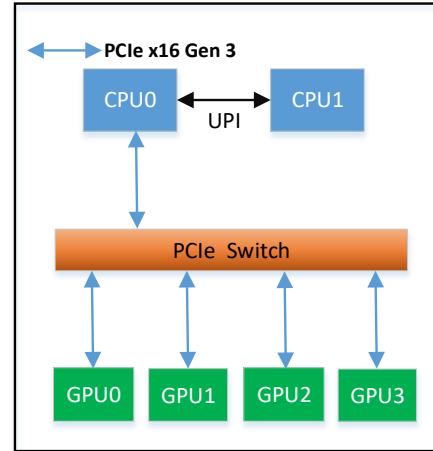 PCIe x16 Gen 3
CPU0
CPU1
UPI
PCIe Switch
GPU0
GPU1
GPU2
GPU3